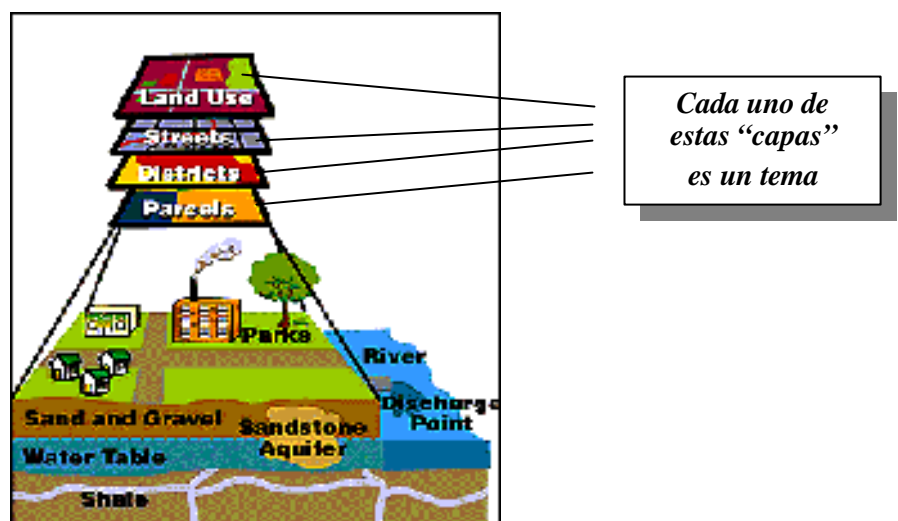 Land Use
Streets
Districts
Parcels
Cada uno de
estas “capas”
es un tema
Parks
River
Discharge
Point
Sand and Gravel
Sandstone
Aquifer
Water Table
Shale